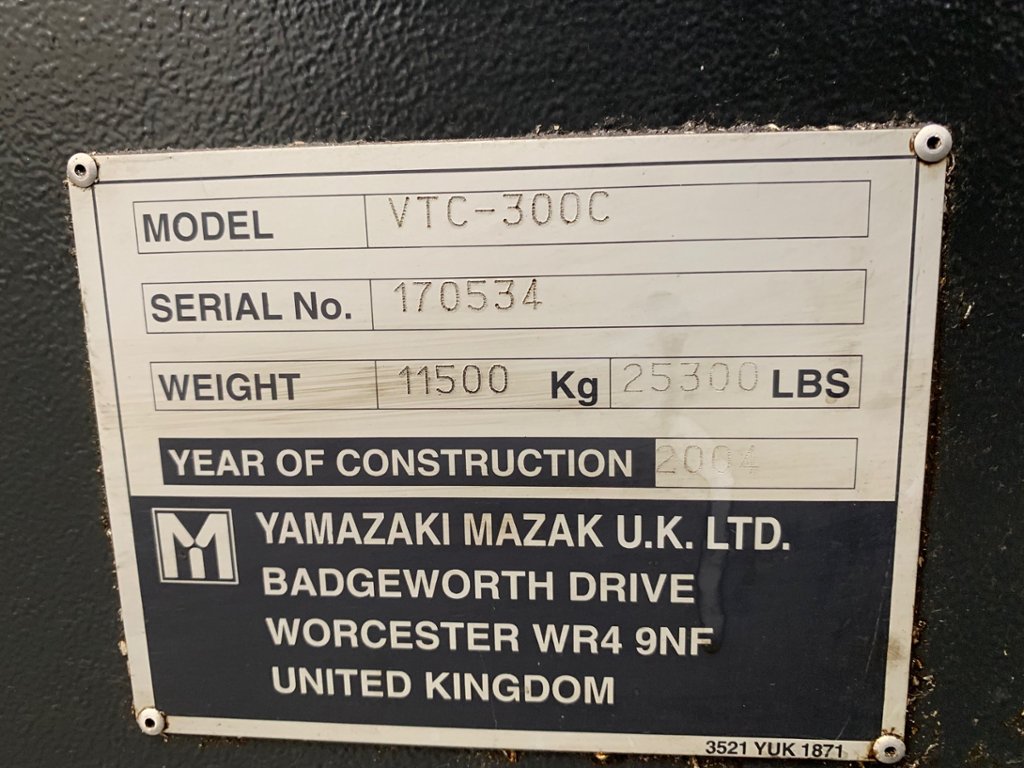 MODEL VTC-300C
SERIAL No. 170534
WEIGHT 11500 Kg 25300 LBS
YEAR OF CONSTRUCTION 2004
YAMAZAKI MAZAK U.K. LTD.
BADGEWORTH DRIVE
WORCESTER WR4 9NF
UNITED KINGDOM
3521 YUK 1871